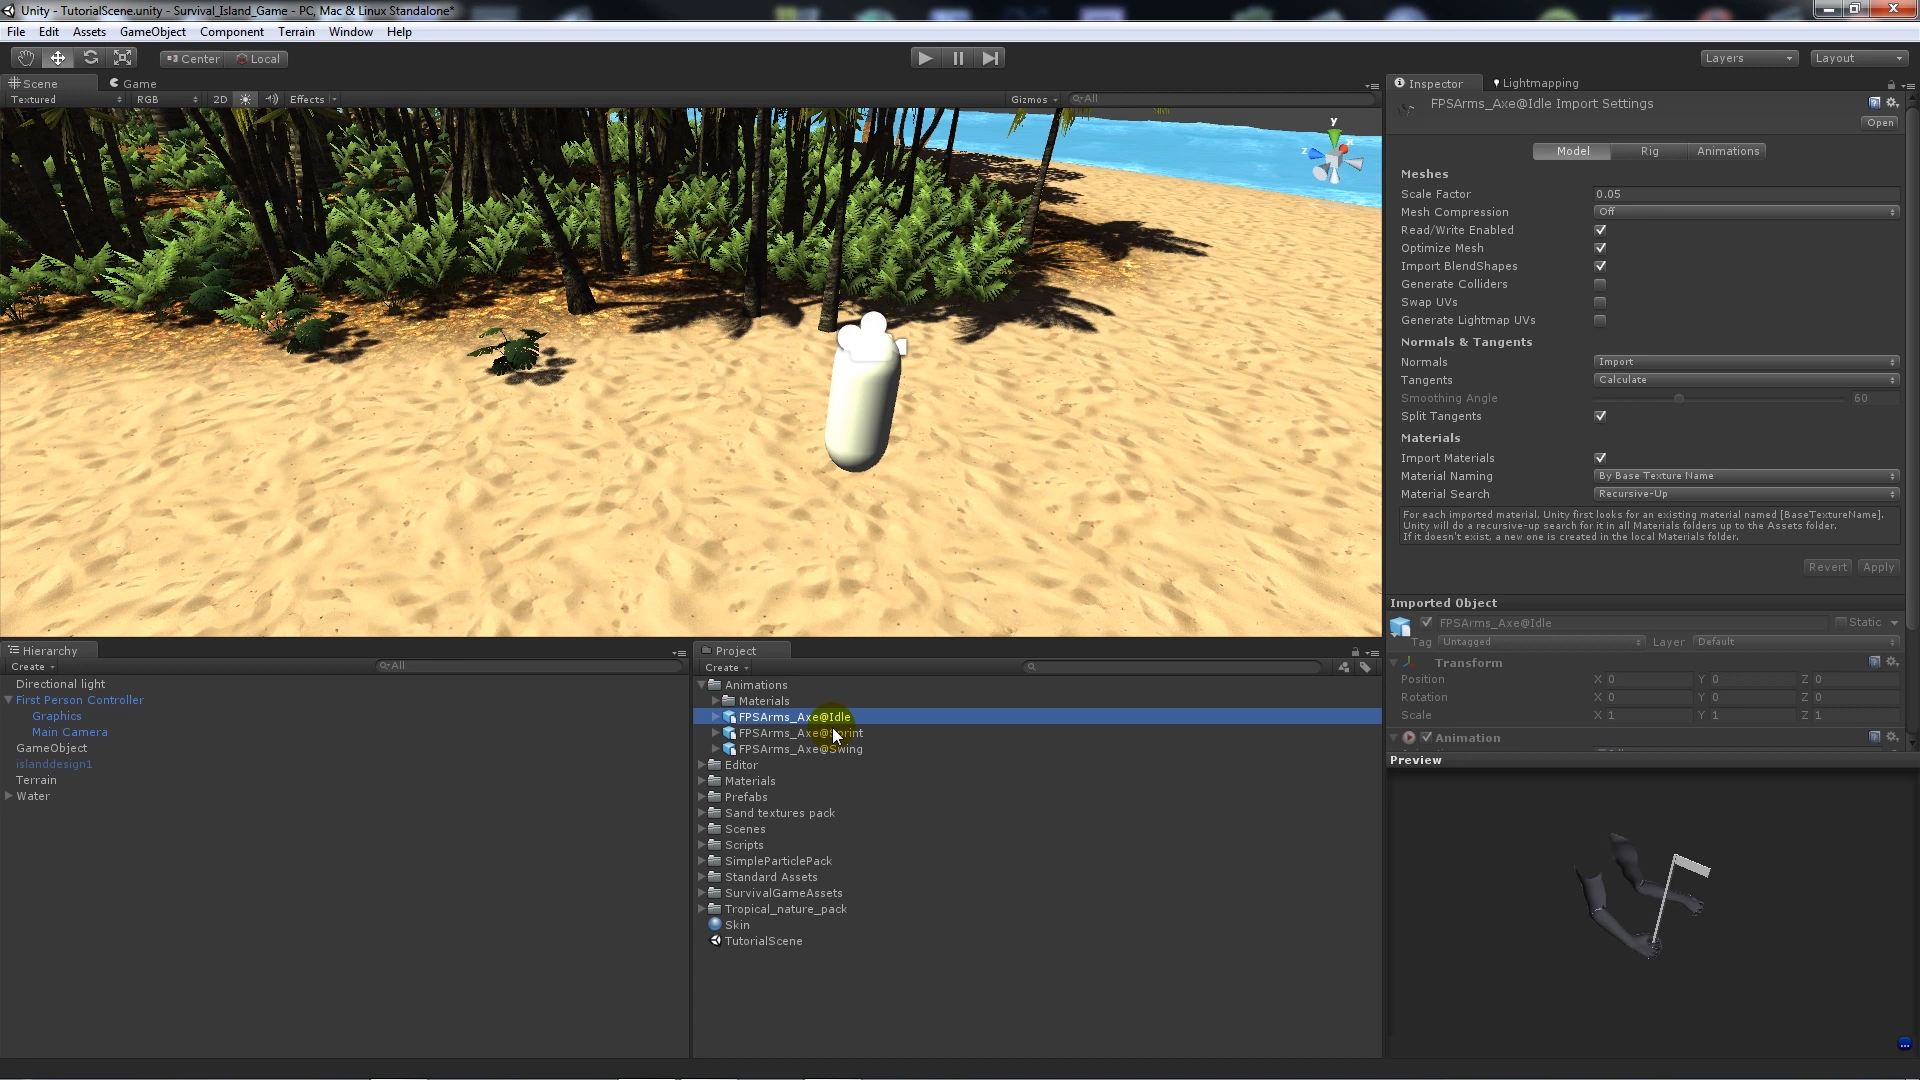 Unity - TutorialScene.unity - Survival_Island_Game - PC, Mac & Linux Standalone*
File Edit Assets GameObject Component Terrain Window Help
Center Local Layers Layout
Scene Game
Textured RGB 2D Effects Gizmos All
y
x
z
Inspector Lightmapping
FPSArms_Axe@Idle Import Settings
Open
Model Rig Animations
Meshes
Scale Factor 0.05
Mesh Compression Off
Read/Write Enabled
Optimize Mesh
Import BlendShapes
Generate Colliders
Swap UVs
Generate Lightmap UVs
Normals & Tangents
Normals Import
Tangents Calculate
Smoothing Angle 60
Split Tangents
Materials
Import Materials
Material Naming By Base Texture Name
Material Search Recursive-Up
For each imported material, Unity first looks for an existing material named [BaseTextureName].
Unity will do a recursive-up search for it in all Materials folders up to the Assets folder.
If it doesn't exist, a new one is created in the local Materials folder.
Revert Apply
Imported Object
FPSArms_Axe@Idle Static
Tag Untagged Layer Default
Transform
Position X 0 Y 0 Z 0
Rotation X 0 Y 0 Z 0
Scale X 1 Y 1 Z 1
Animation
Preview
Hierarchy
Create All
Directional light
First Person Controller
Graphics
Main Camera
GameObject
islanddesign1
Terrain
Water
Project
Create
Animations
Materials
FPSArms_Axe@Idle
FPSArms_Axe@Sprint
FPSArms_Axe@Swing
Editor
Materials
Prefabs
Sand textures pack
Scenes
Scripts
SimpleParticlePack
Standard Assets
SurvivalGameAssets
Tropical_nature_pack
Skin
TutorialScene